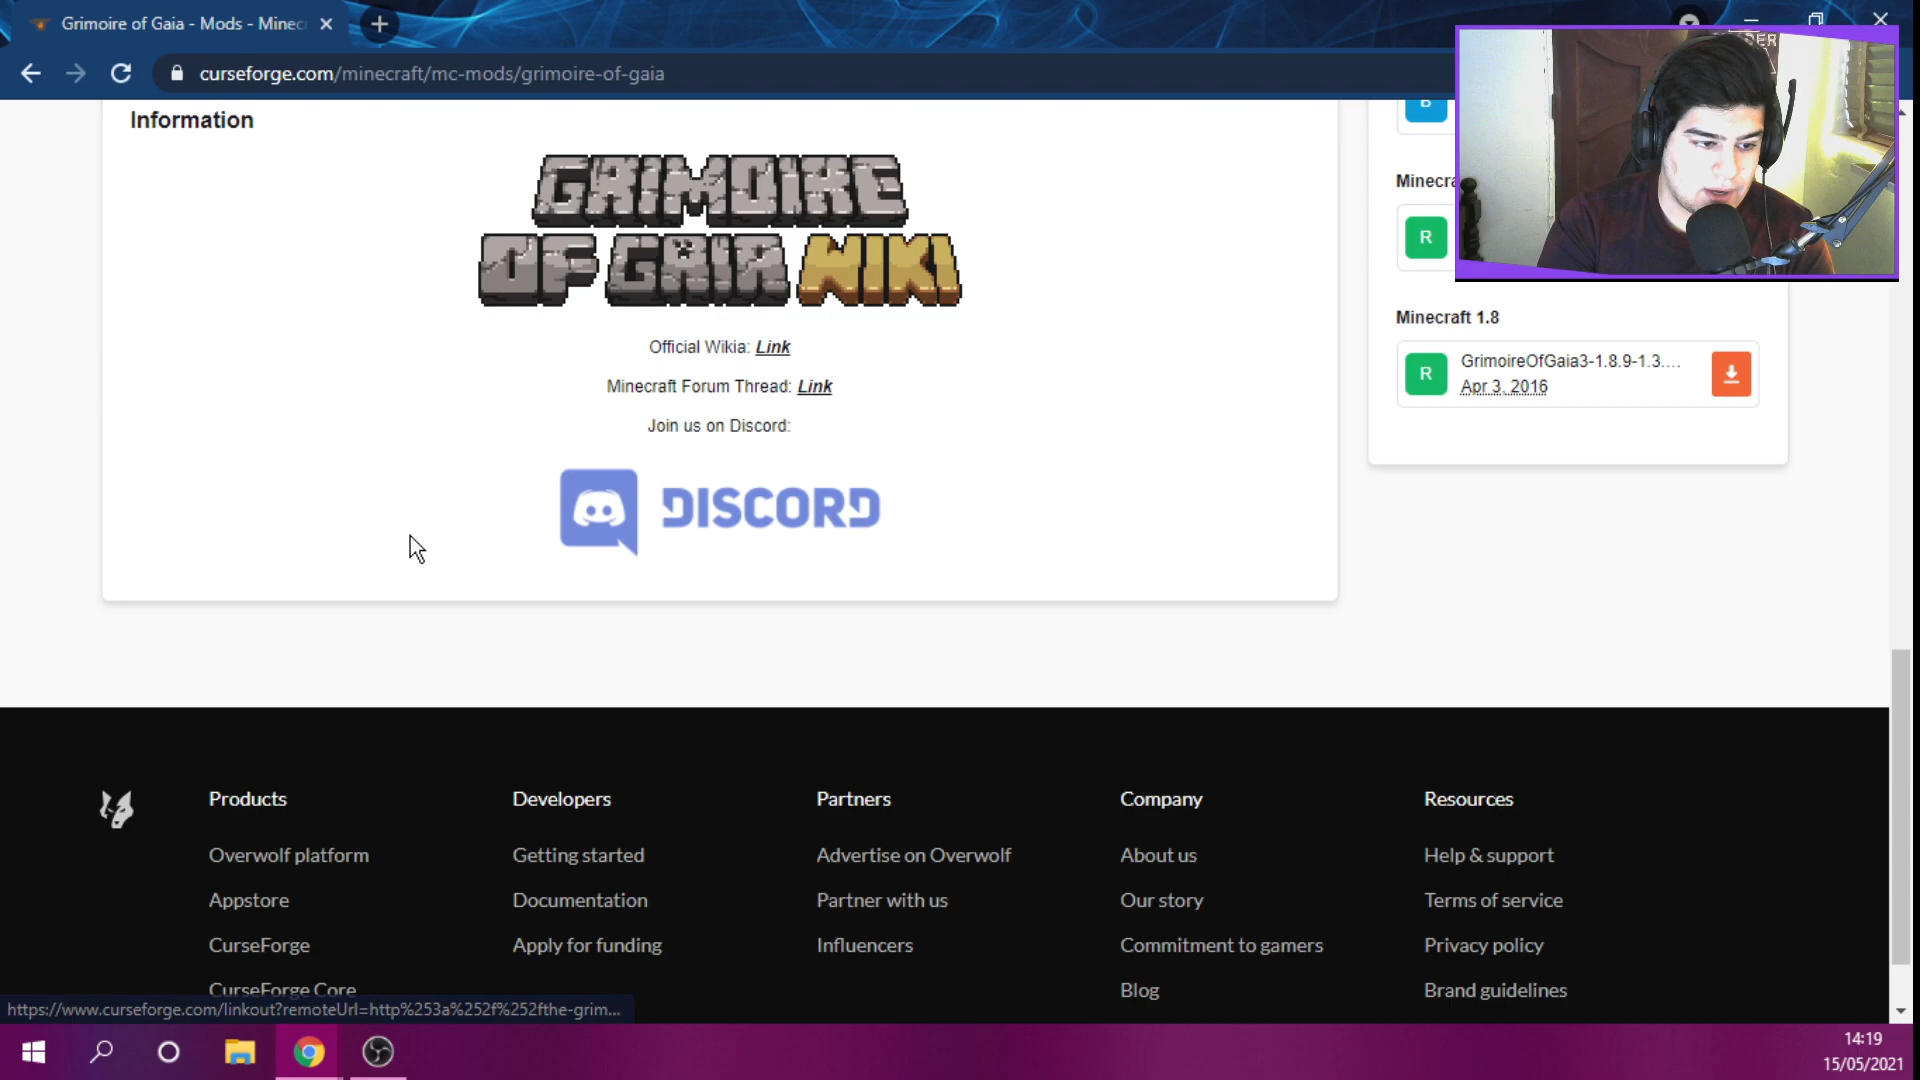 Grimoire of Gaia - Mods - Minec
curseforge.com/minecraft/mc-mods/grimoire-of-gaia
Information
GRIMOIRE
OF GAIA WIKI
Official Wikia: Link
Minecraft Forum Thread: Link
Join us on Discord:
DISCORD
B
Minecra
R
Minecraft 1.8
R
GrimoireOfGaia3-1.8.9-1.3....
Apr 3, 2016
Products
Developers
Partners
Company
Resources
Overwolf platform
Getting started
Advertise on Overwolf
About us
Help & support
Appstore
Documentation
Partner with us
Our story
Terms of service
CurseForge
Apply for funding
Influencers
Commitment to gamers
Privacy policy
CurseForge Core
Blog
Brand guidelines
https://www.curseforge.com/linkout?remoteUrl=http%253a%252f%252fthe-grim...
14:19
15/05/2021